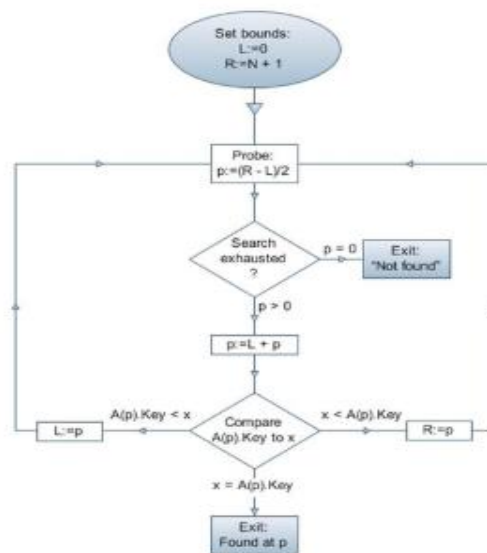 Set bounds:
L:=0
R:=N + 1
Probe:
p:=(R - L)/2
Search
exhausted
?
p = 0
Exit:
"Not found"
p > 0
p:=L + p
A(p).Key < x
x < A(p).Key
L:=p
Compare
A(p).Key to x
R:=p
x = A(p).Key
Exit:
Found at p